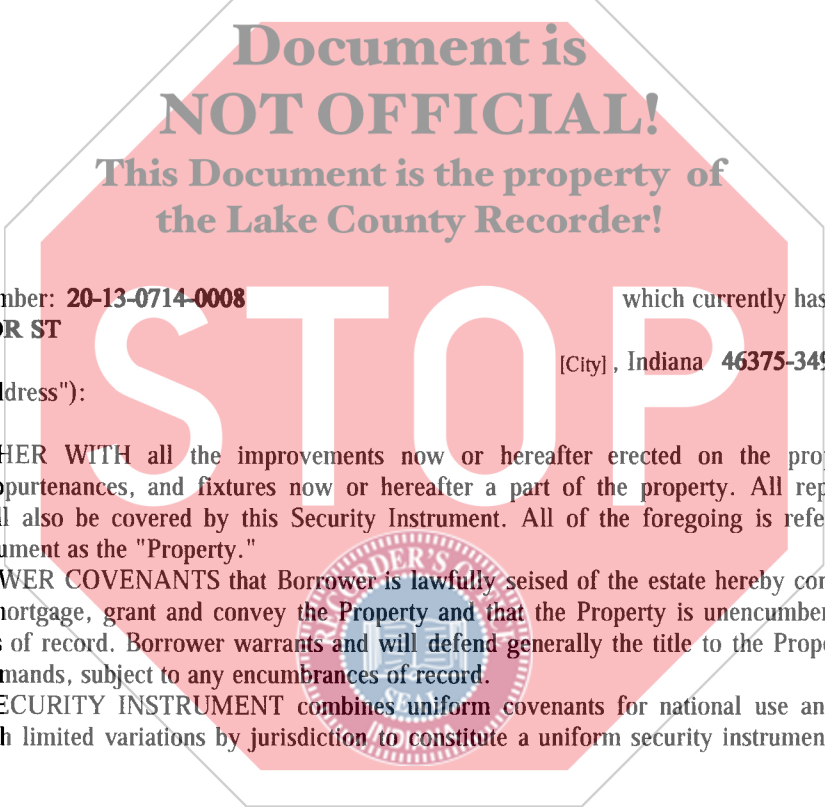 Document is
NOT OFFICIAL!
This Document is the property of
the Lake County Recorder!
STOP
mber: 20-13-0714-0008 which currently has
OR ST
[City] , Indiana 46375-349
ddress"):
HER WITH all the improvements now or hereafter erected on the prop
ppurtenances, and fixtures now or hereafter a part of the property. All rep
ll also be covered by this Security Instrument. All of the foregoing is refe
ument as the "Property."
WER COVENANTS that Borrower is lawfully seised of the estate hereby con
mortgage, grant and convey the Property and that the Property is unencumber
s of record. Borrower warrants and will defend generally the title to the Prope
mands, subject to any encumbrances of record.
ECURITY INSTRUMENT combines uniform covenants for national use an
h limited variations by jurisdiction to constitute a uniform security instrumen
SEAL